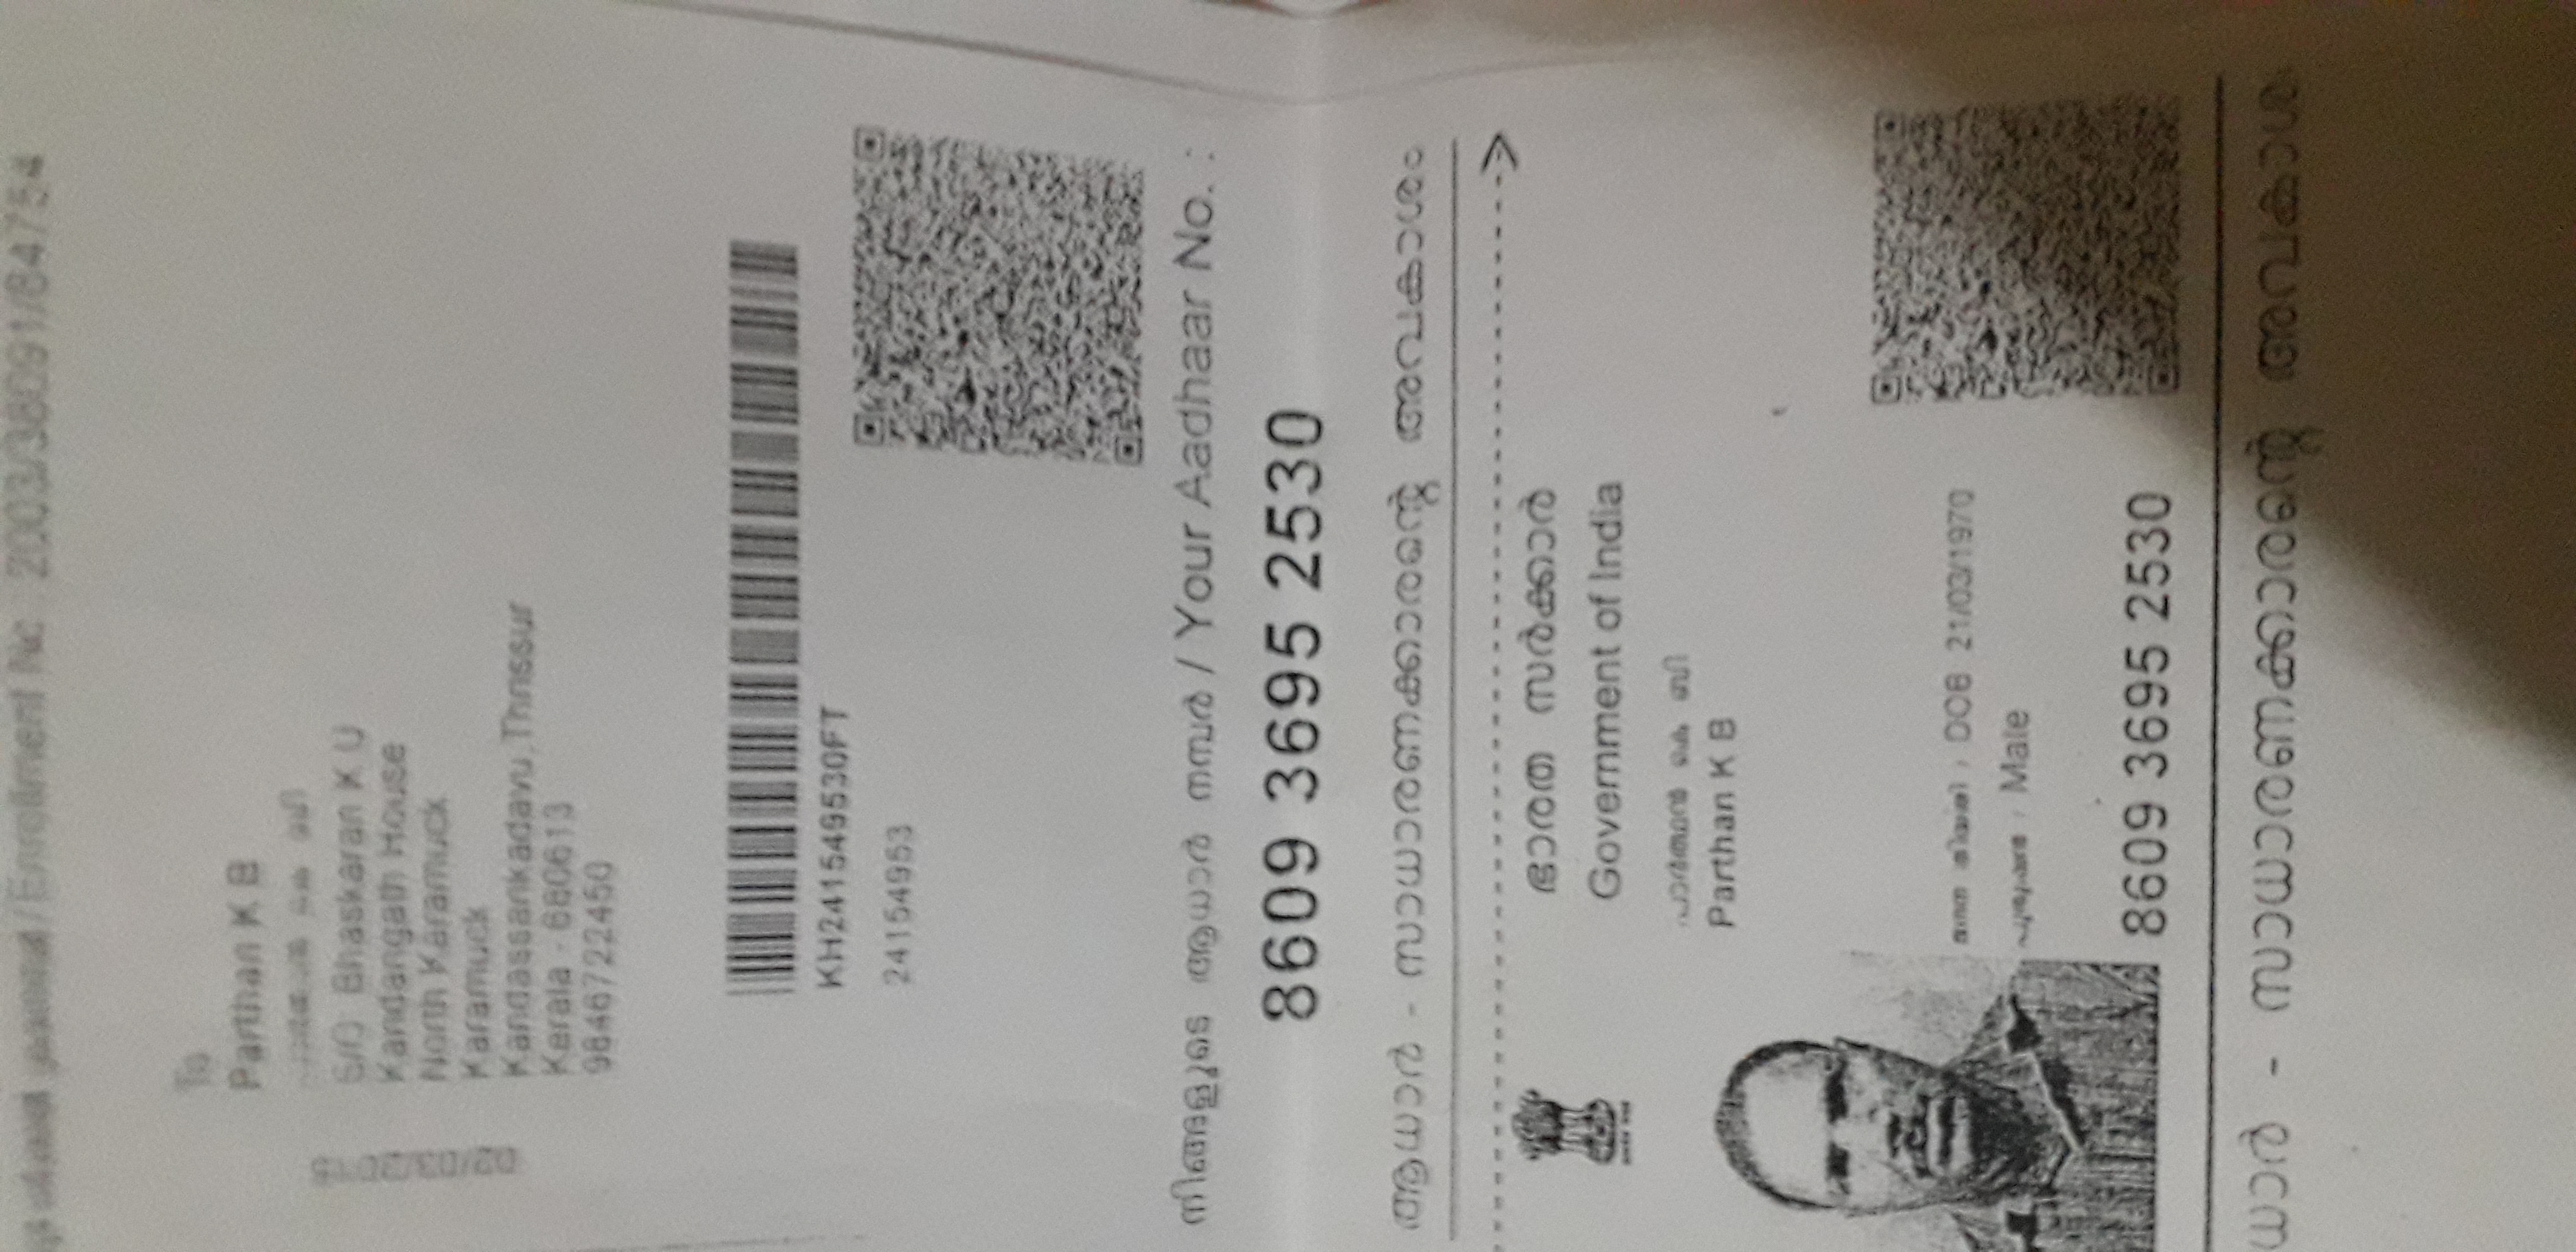 /Enrollment No 2003/38091/84754
To
Parthan K B
പാർത്ഥൻ കെ ബി
S/O: Bhaskaran K U
Kandangath House
North Karamuck
Karamuck
Kandassankadavu,Thrissur
Kerala - 680613
9846722450
02/03/2015
KH241549530FT
24154953
നിങ്ങളുടെ ആധാർ നമ്പർ / Your Aadhaar No. :
8609 3695 2530
ആധാർ - സാധാരണക്കാരന്റെ അവകാശം
ഭാരത സർക്കാർ
Government of India
പാർത്ഥൻ കെ ബി
Parthan K B
ജനന തീയതി / DOB 21/03/1970
പുരുഷൻ / Male
8609 3695 2530
ധാർ - സാധാരണക്കാരന്റെ അവകാശ